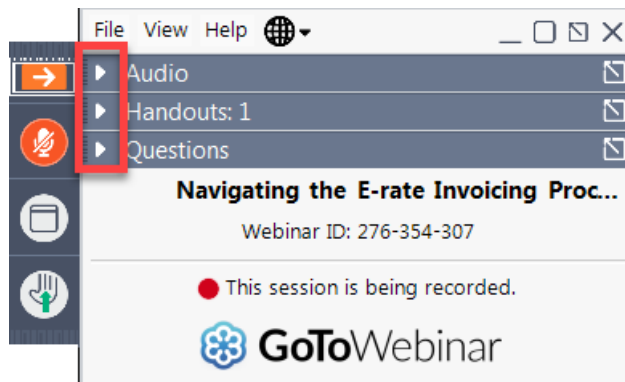 File View Help
Audio
Handouts: 1
Questions
Navigating the E-rate Invoicing Proc...
Webinar ID: 276-354-307
This session is being recorded.
GoToWebinar